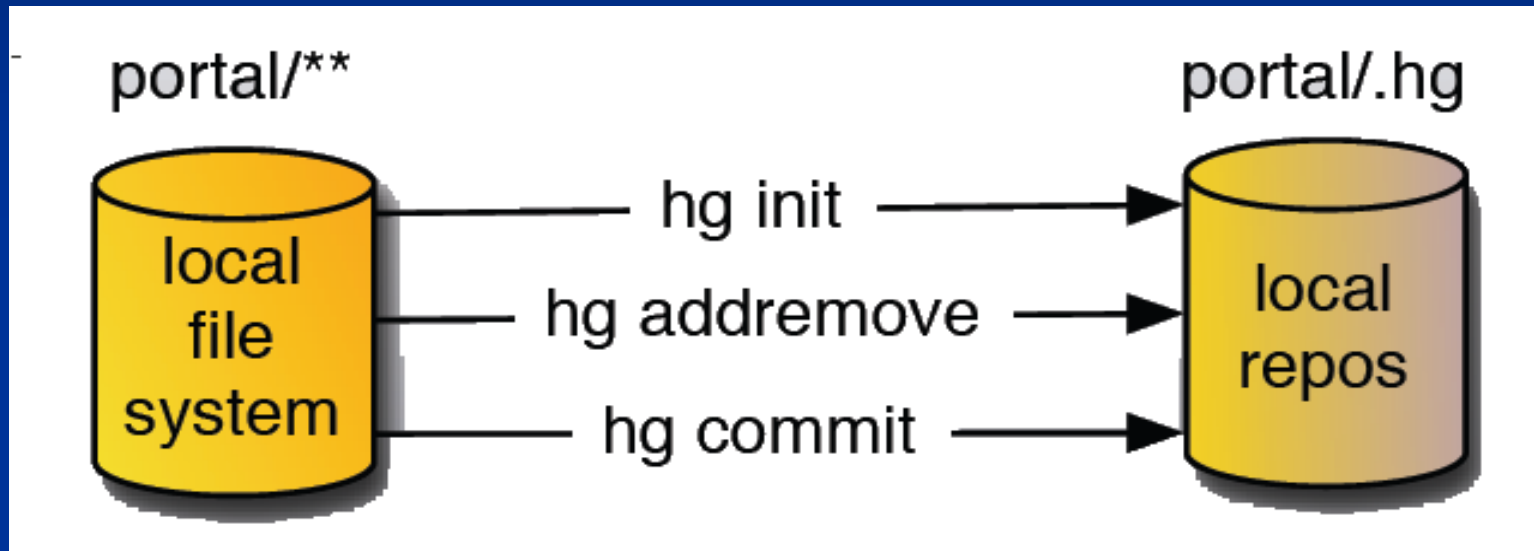 portal/**
portal/.hg
local
file
system
hg init
hg addremove
hg commit
local
repos